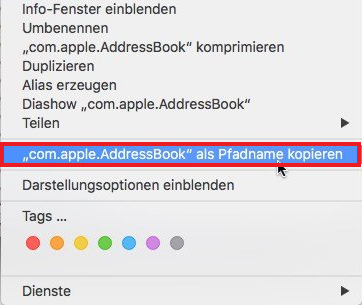 Info-Fenster einblenden
Umbenennen
„com.apple.AddressBook“ komprimieren
Duplizieren
Alias erzeugen
Diashow „com.apple.AddressBook“
Teilen
„com.apple.AddressBook“ als Pfadname kopieren
Darstellungsoptionen einblenden
Tags ...
Dienste